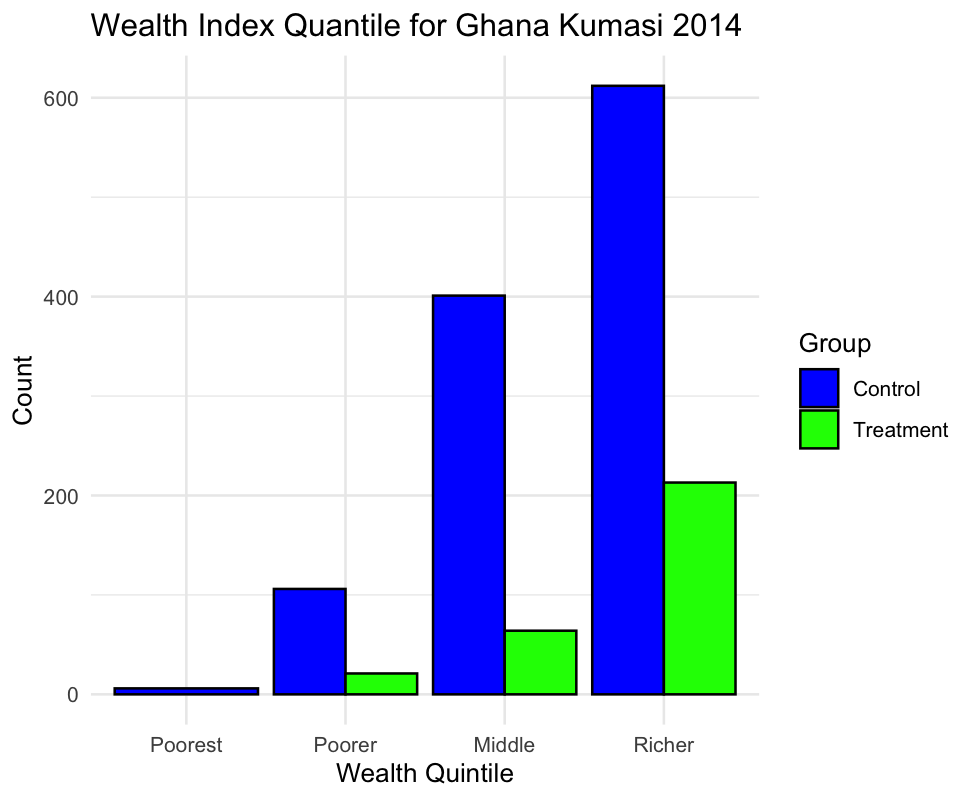 Wealth Index Quantile for Ghana Kumasi 2014
600
400
200
0
Count
Poorest
Poorer
Middle
Richer
Wealth Quintile
Group
Control
Treatment